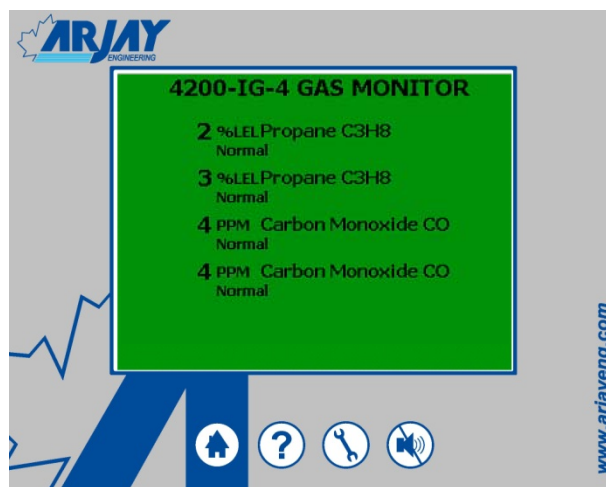 ARJAY
ENGINEERING
4200-IG-4 GAS MONITOR
2 %LEL Propane C3H8
Normal
3 %LEL Propane C3H8
Normal
4 PPM Carbon Monoxide CO
Normal
4 PPM Carbon Monoxide CO
Normal
?
www.arjayeng.com